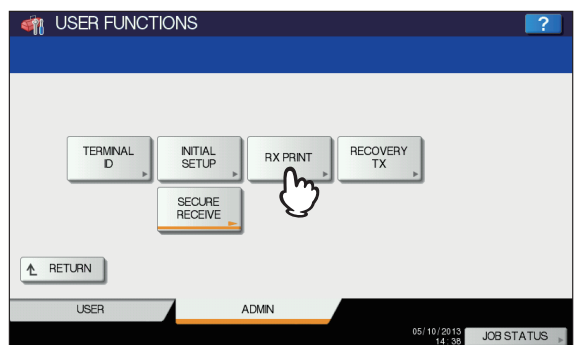 USER FUNCTIONS
?
TERMINAL
ID
INITIAL
SETUP
RX PRINT
RECOVERY
TX
SECURE
RECEIVE
RETURN
USER
ADMIN
05/10/2013
14:36
JOB STATUS